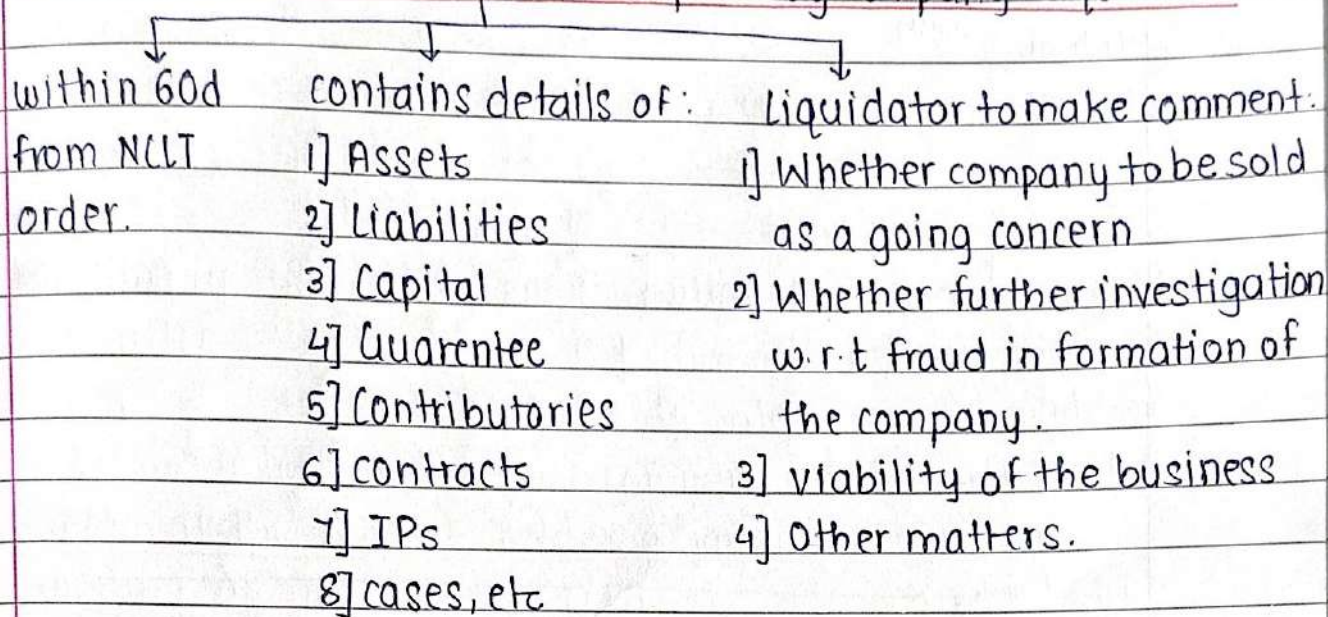 within 60d
from NCLT
order.
contains details of:
1] Assets
2] Liabilities
3] Capital
4] Guarentee
5] Contributories
6] contracts
7] IPs
8] cases, etc
Liquidator to make comment:
1] Whether company to be sold
as a going concern
2] Whether further investigation
w.r.t fraud in formation of
the company.
3] viability of the business
4] Other matters.